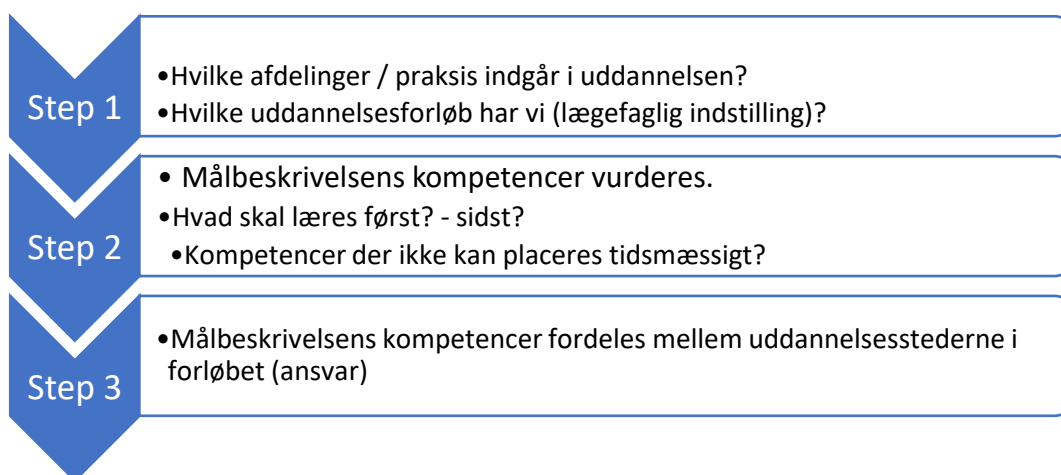 Step 1
•Hvilke afdelinger / praksis indgår i uddannelsen?
•Hvilke uddannelsesforløb har vi (lægefaglig indstilling)?
Step 2
• Målbeskrivelsens kompetencer vurderes.
•Hvad skal læres først? - sidst?
•Kompetencer der ikke kan placeres tidsmæssigt?
Step 3
•Målbeskrivelsens kompetencer fordeles mellem uddannelsesstederne i
forløbet (ansvar)